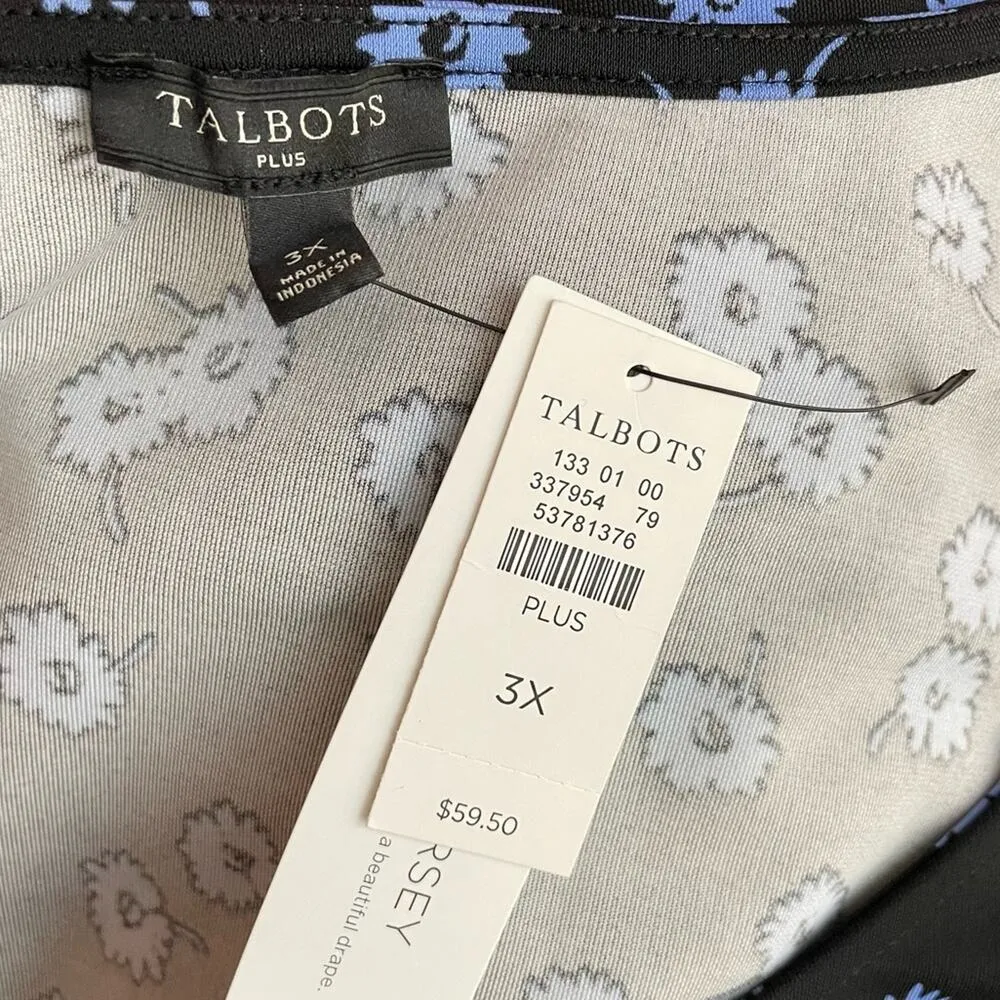 TALBOTS
PLUS
3X
MADE IN
INDONESIA
TALBOTS
133 01 00
337954 79
53781376
PLUS
3X
$59.50
RSEY
a beautiful drape.